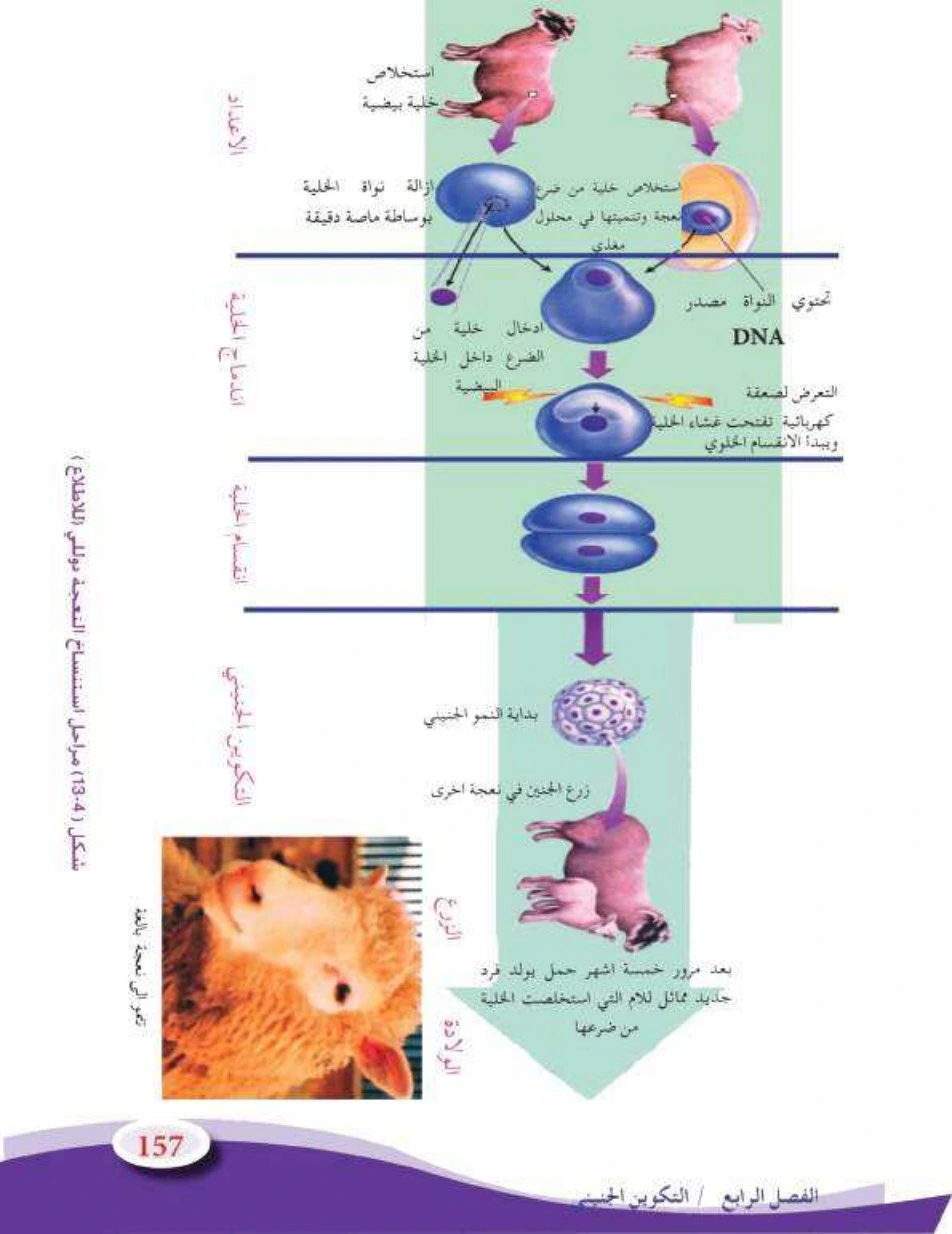 الاعداد
استخلاص
خلية بيضية
ازالة نواة الخلية
بوساطة ماصة دقيقة
استخلاص خلية من ضرع
نعجة وتنميتها في محلول
مغذي
اندماج الخلية
تحتوي النواة مصدر
DNA
ادخال خلية من
الضرع داخل الخلية
البيضية
التعرض لصعقة
كهربائية تفتحت غشاء الخلية
ويبدأ الانقسام الخلوي
انقسام الخلية
التكوين الجنيني
بداية النمو الجنيني
زرع الجنين في نعجة اخرى
الزرع
بعد مرور خمسة اشهر حمل يولد فرد
جديد مماثل للام التي استخلصت الخلية
من ضرعها
الولادة
نمو الى نعجة بالغة
شكل (4-13) مراحل استنساخ النعجة دوللي (للاطلاع)
157
الفصل الرابع / التكوين الجنيني